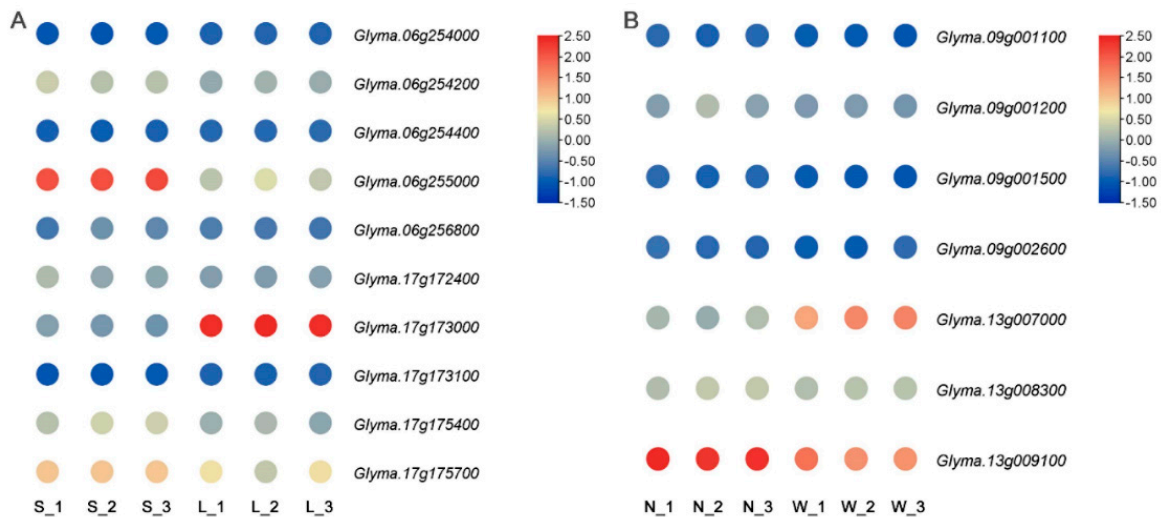 A
Glyma.06g254000
Glyma.06g254200
Glyma.06g254400
Glyma.06g255000
Glyma.06g256800
Glyma.17g172400
Glyma.17g173000
Glyma.17g173100
Glyma.17g175400
Glyma.17g175700
S_1 S_2 S_3 L_1 L_2 L_3
2.50
2.00
1.50
1.00
0.50
0.00
-0.50
-1.00
-1.50
B
Glyma.09g001100
Glyma.09g001200
Glyma.09g001500
Glyma.09g002600
Glyma.13g007000
Glyma.13g008300
Glyma.13g009100
N_1 N_2 N_3 W_1 W_2 W_3
2.50
2.00
1.50
1.00
0.50
0.00
-0.50
-1.00
-1.50